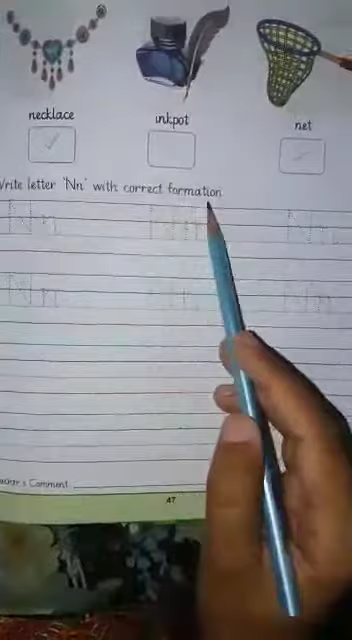 necklace inkpot net
Write letter 'Nn' with correct formation
Nn Nn Nn
Nn Nn Nn
Comment
47